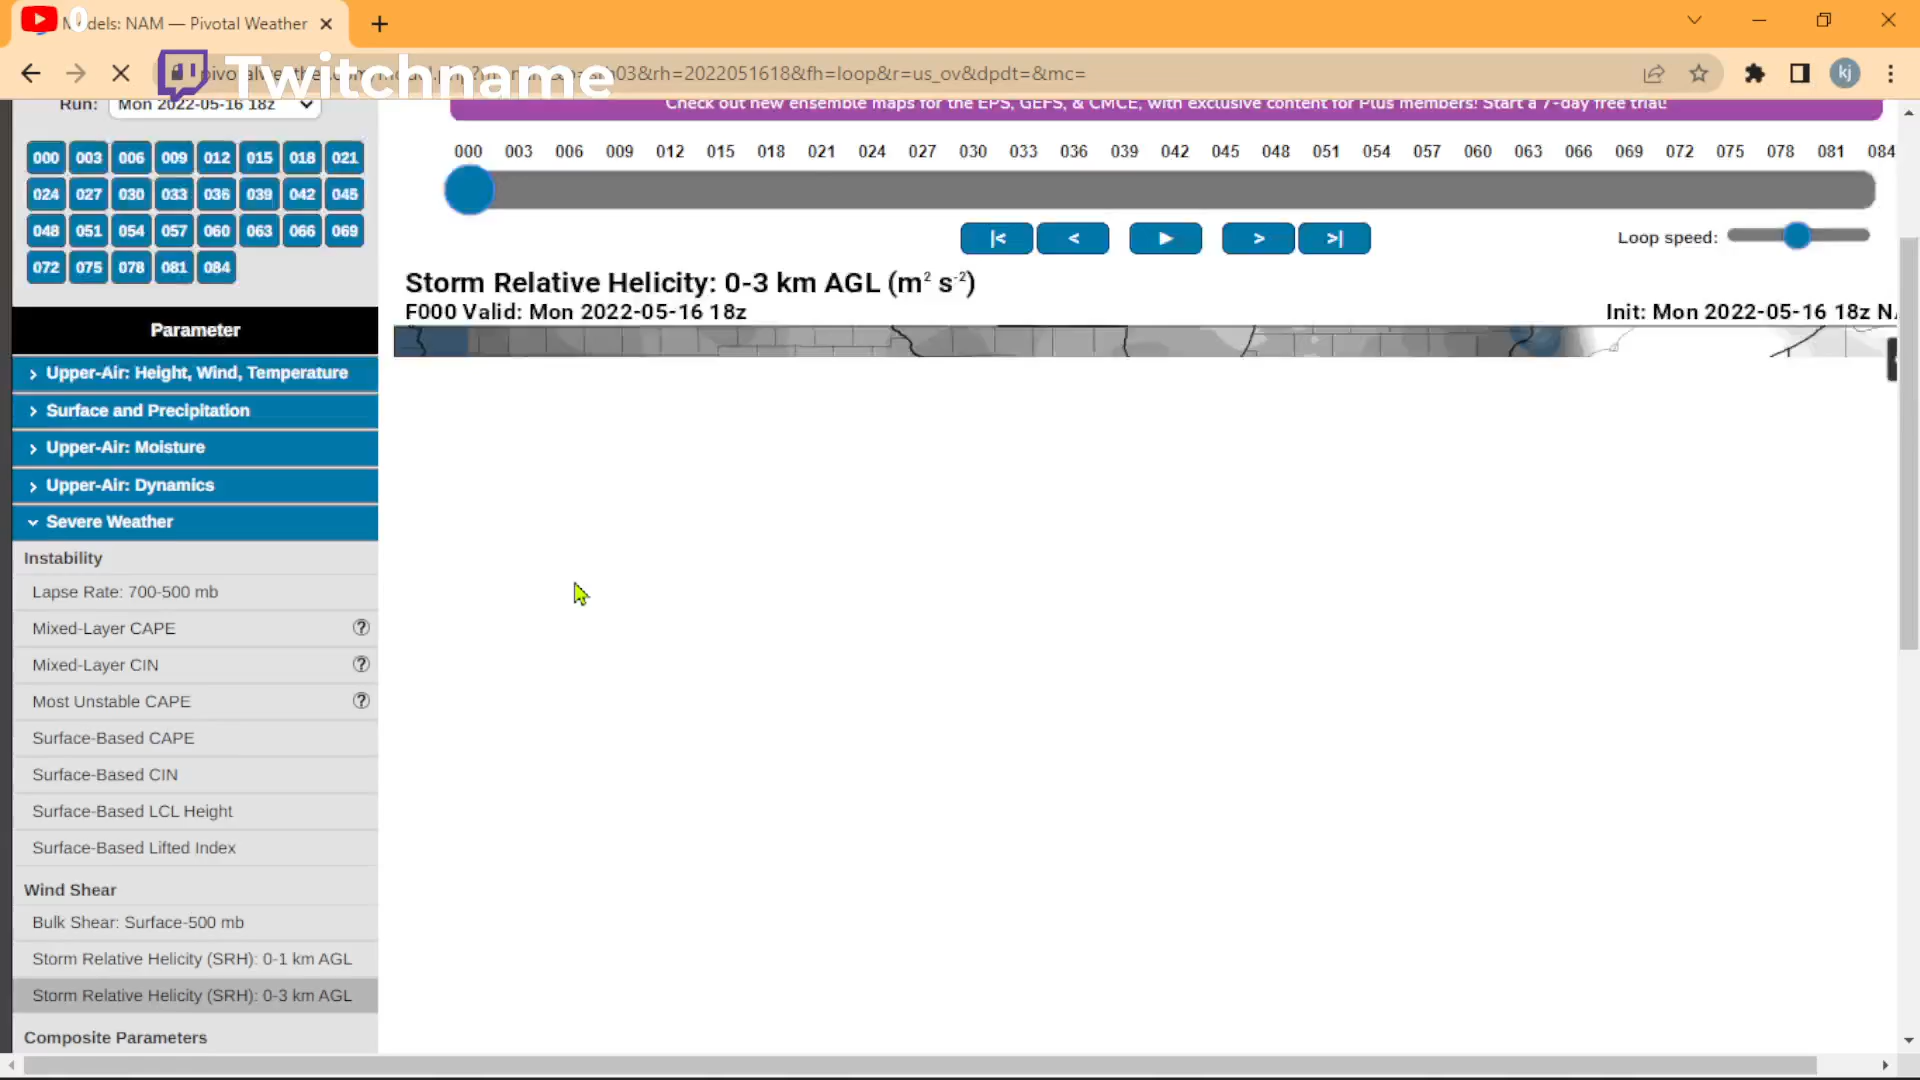 0
dels: NAM — Pivotal Weather
Twitchname
03&rh=2022051618&fh=loop&r=us_ov&dpdt=&mc=
kj
Run: Mon 2022-05-16 18z
Check out new ensemble maps for the EPS, GEFS, & CMCE, with exclusive content for Plus members! Start a 7-day free trial!
000 003 006 009 012 015 018 021
024 027 030 033 036 039 042 045
048 051 054 057 060 063 066 069
072 075 078 081 084
000 003 006 009 012 015 018 021 024 027 030 033 036 039 042 045 048 051 054 057 060 063 066 069 072 075 078 081 084
|< < > >|
Loop speed:
Storm Relative Helicity: 0-3 km AGL (m² s⁻²)
F000 Valid: Mon 2022-05-16 18z
Init: Mon 2022-05-16 18z N
Parameter
Upper-Air: Height, Wind, Temperature
Surface and Precipitation
Upper-Air: Moisture
Upper-Air: Dynamics
Severe Weather
Instability
Lapse Rate: 700-500 mb
Mixed-Layer CAPE ?
Mixed-Layer CIN ?
Most Unstable CAPE ?
Surface-Based CAPE
Surface-Based CIN
Surface-Based LCL Height
Surface-Based Lifted Index
Wind Shear
Bulk Shear: Surface-500 mb
Storm Relative Helicity (SRH): 0-1 km AGL
Storm Relative Helicity (SRH): 0-3 km AGL
Composite Parameters